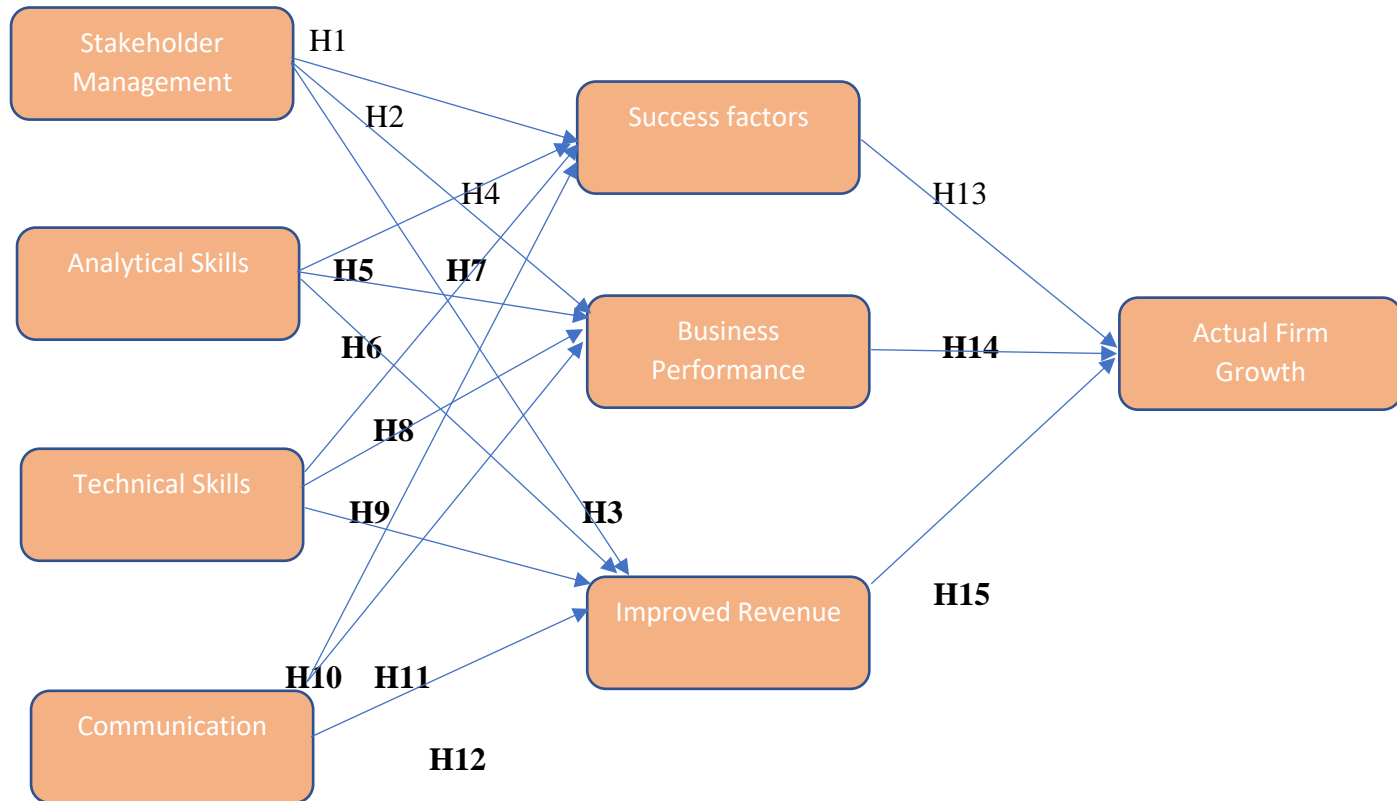 Stakeholder
Management
H1
H2
Success factors
H4
H13
Analytical Skills
H5
H7
H6
Business
Performance
H14
Actual Firm
Growth
H8
Technical Skills
H9
H3
Improved Revenue
H15
H10
H11
Communication
H12